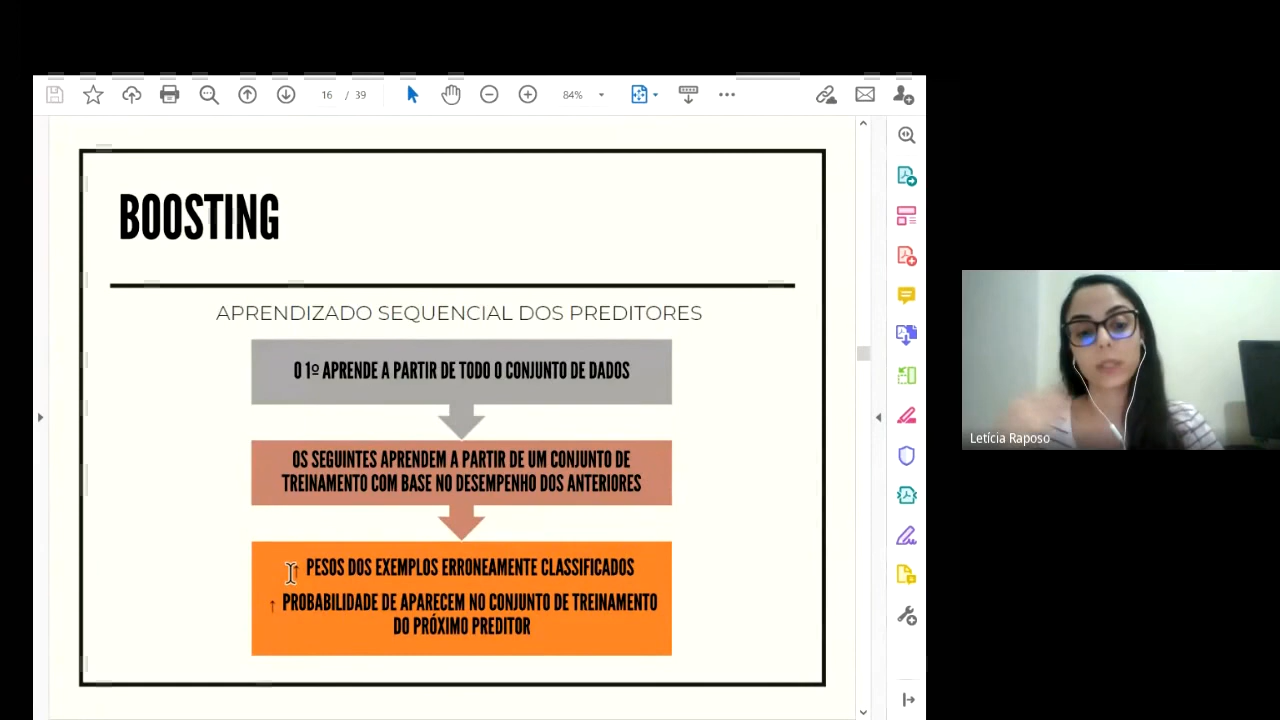 16 / 39
84%
BOOSTING
APRENDIZADO SEQUENCIAL DOS PREDITORES
O 1º APRENDE A PARTIR DE TODO O CONJUNTO DE DADOS
OS SEGUINTES APRENDEM A PARTIR DE UM CONJUNTO DE
TREINAMENTO COM BASE NO DESEMPENHO DOS ANTERIORES
↑ PESOS DOS EXEMPLOS ERRONEAMENTE CLASSIFICADOS
↑ PROBABILIDADE DE APARECEM NO CONJUNTO DE TREINAMENTO
DO PRÓXIMO PREDITOR
Letícia Raposo